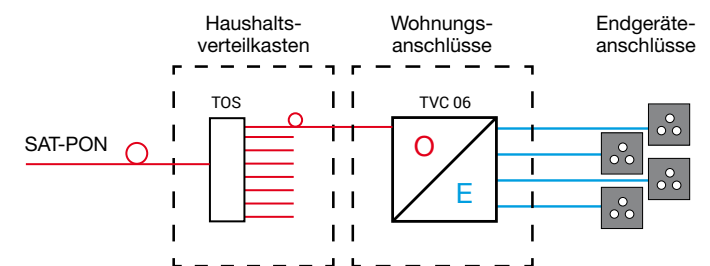 Haushalts-
verteilkasten
Wohnungs-
anschlüsse
Endgeräte-
anschlüsse
TOS
TVC 06
SAT-PON
O
E